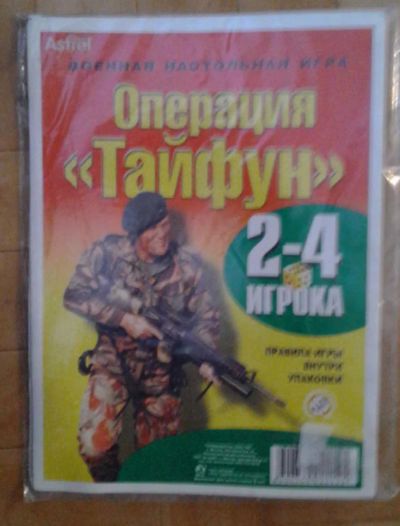 Astrel
ВОЕННАЯ НАСТОЛЬНАЯ ИГРА
Операция
«Тайфун»
2-4
ИГРОКА
ПРАВИЛА ИГРЫ
ВНУТРИ
УПАКОВКИ